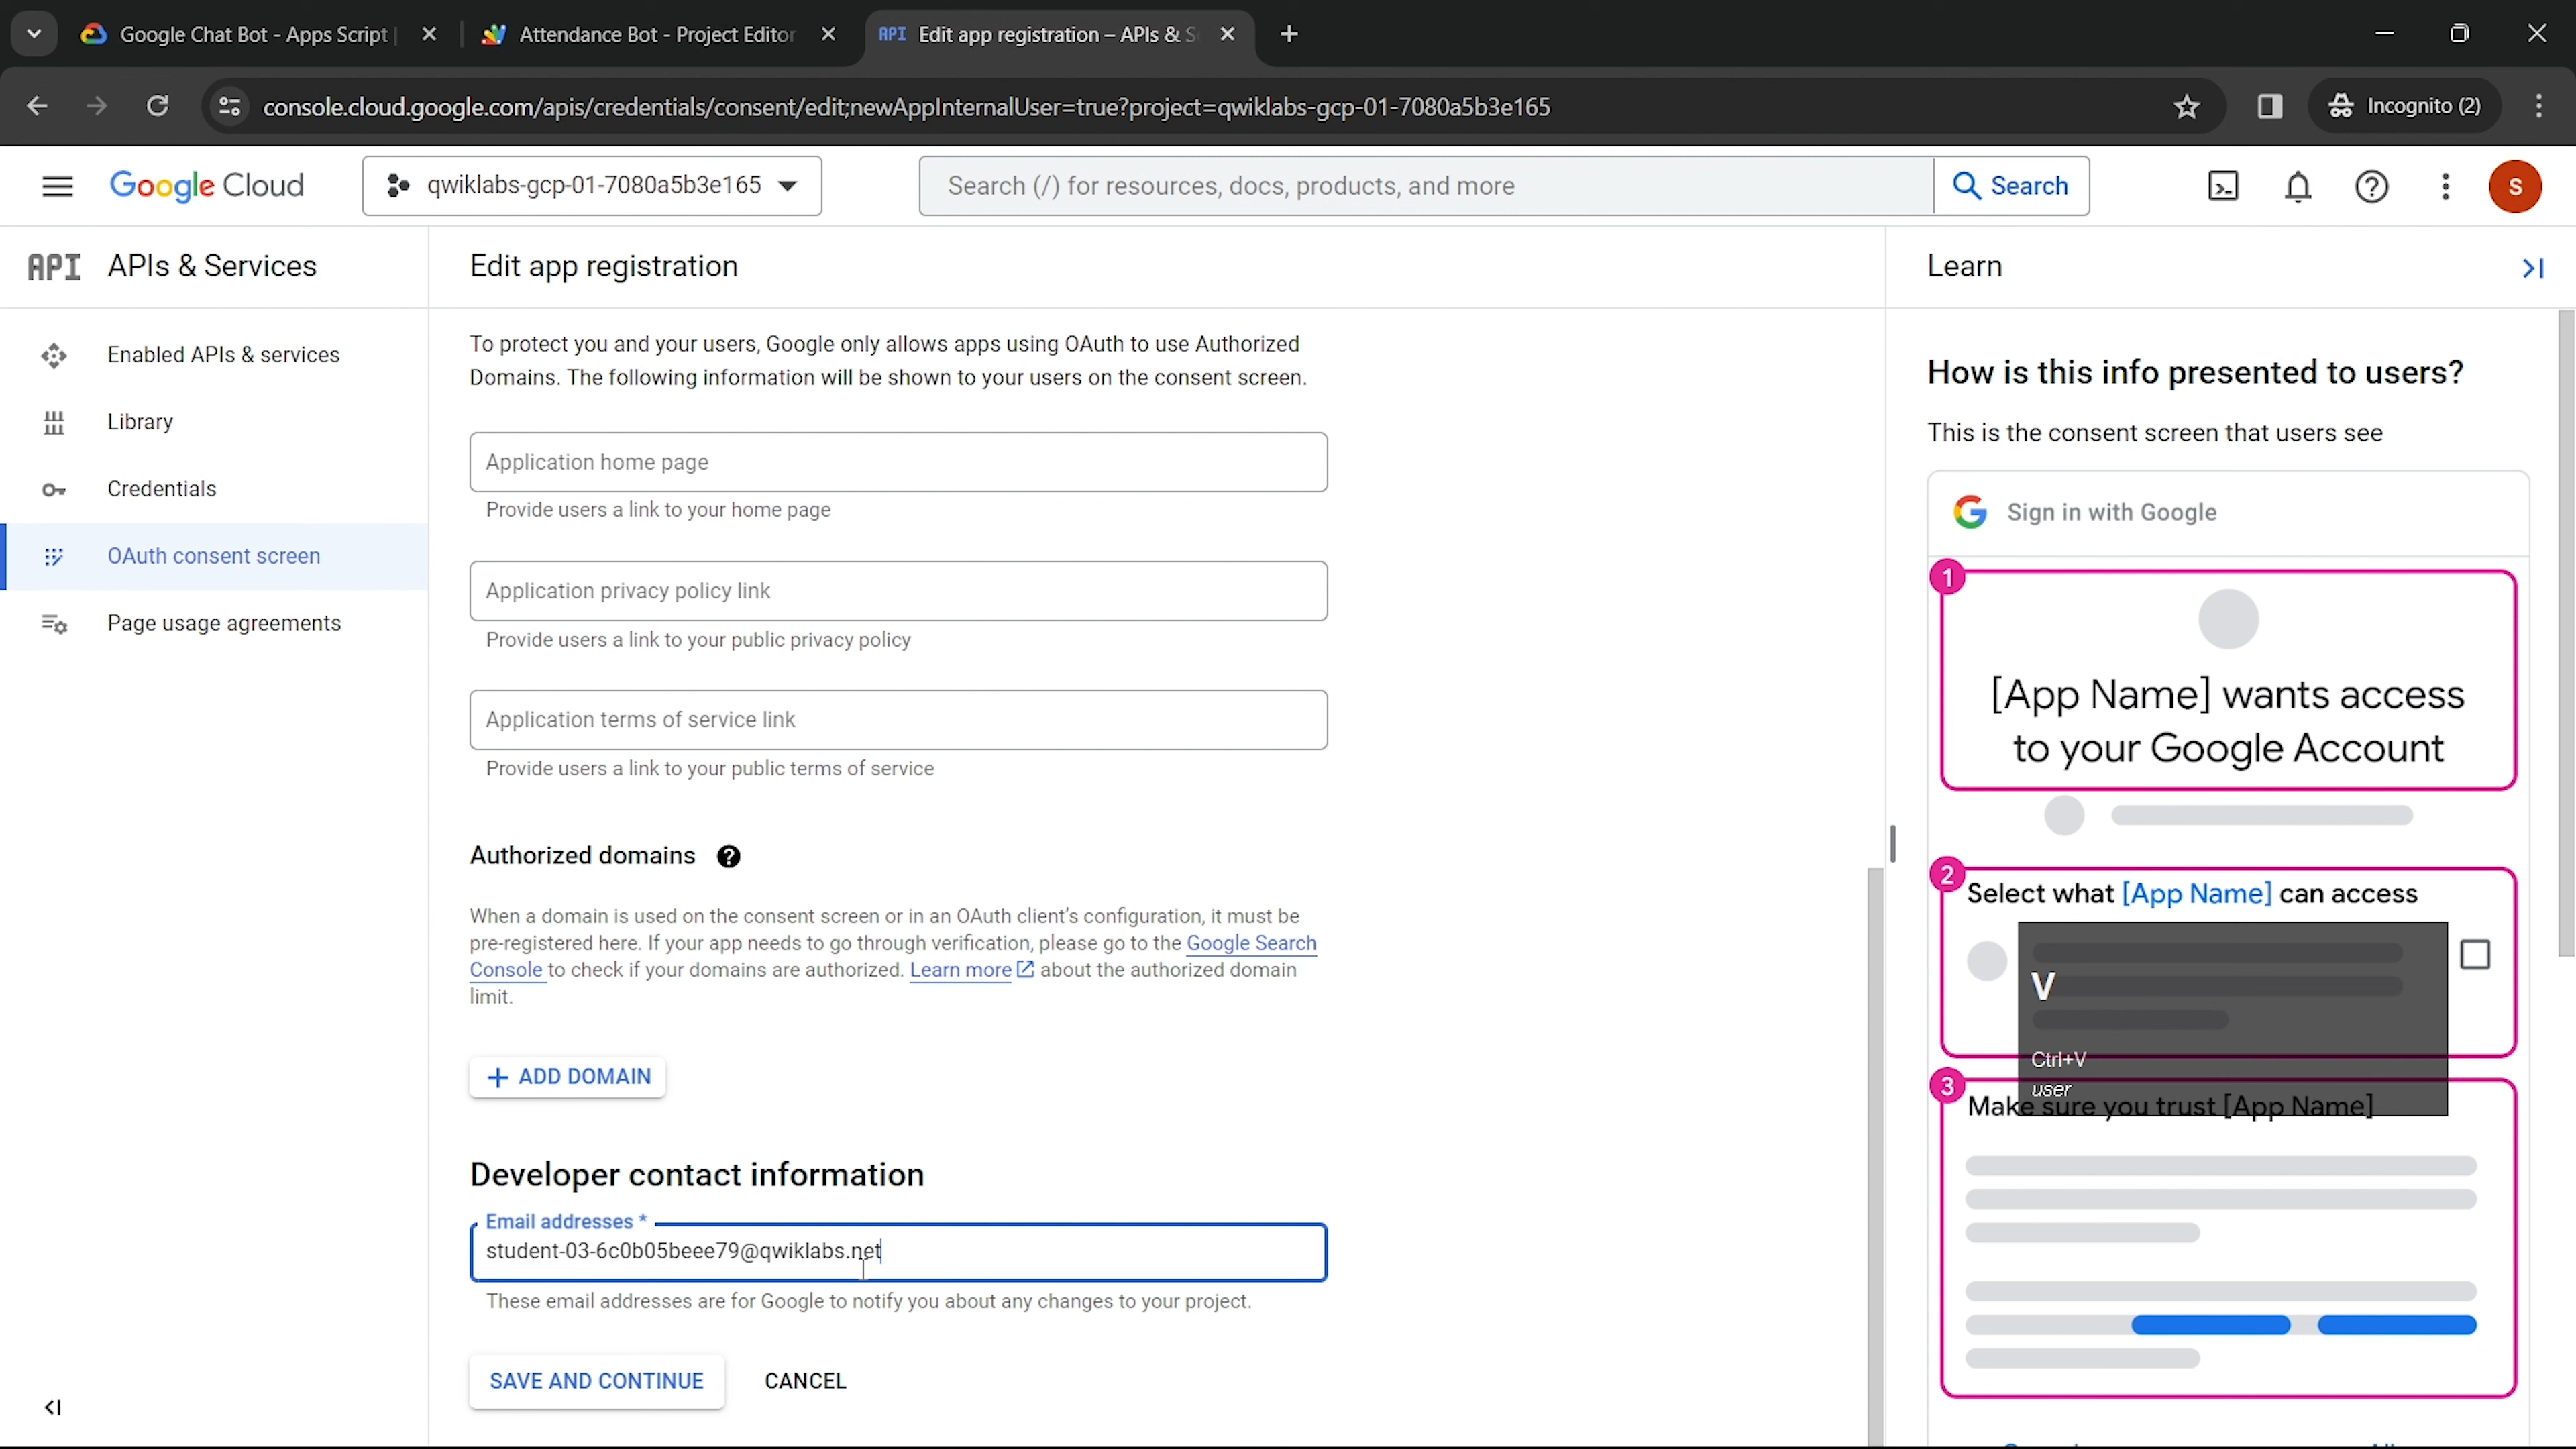 Google Chat Bot - Apps Script |
Attendance Bot - Project Editor
API Edit app registration – APIs & S
console.cloud.google.com/apis/credentials/consent/edit;newAppInternalUser=true?project=qwiklabs-gcp-01-7080a5b3e165
Incognito (2)
Google Cloud
qwiklabs-gcp-01-7080a5b3e165
Search (/) for resources, docs, products, and more
Search
S
API APIs & Services
Enabled APIs & services
Library
Credentials
OAuth consent screen
Page usage agreements
Edit app registration
To protect you and your users, Google only allows apps using OAuth to use Authorized
Domains. The following information will be shown to your users on the consent screen.
Application home page
Provide users a link to your home page
Application privacy policy link
Provide users a link to your public privacy policy
Application terms of service link
Provide users a link to your public terms of service
Authorized domains
When a domain is used on the consent screen or in an OAuth client's configuration, it must be
pre-registered here. If your app needs to go through verification, please go to the Google Search
Console to check if your domains are authorized. Learn more about the authorized domain
limit.
+ ADD DOMAIN
Developer contact information
Email addresses *
student-03-6c0b05beee79@qwiklabs.net
These email addresses are for Google to notify you about any changes to your project.
SAVE AND CONTINUE
CANCEL
Learn
How is this info presented to users?
This is the consent screen that users see
Sign in with Google
1
[App Name] wants access
to your Google Account
2
Select what [App Name] can access
V
Ctrl+V
user
3
Make sure you trust [App Name]